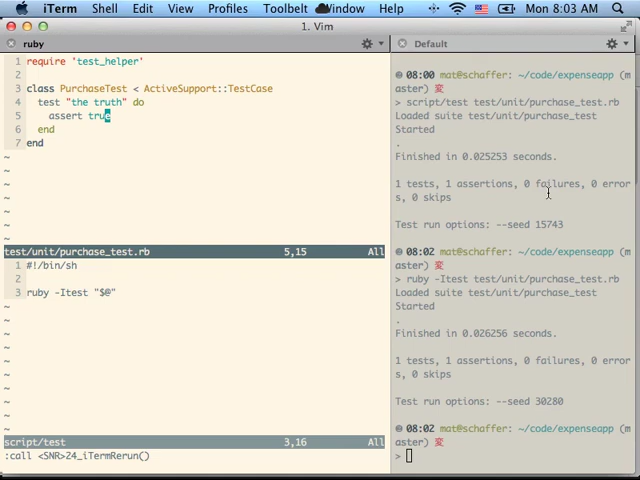 iTerm Shell Edit View Profiles Toolbelt Window Help Mon 8:03 AM
1. Vim
ruby
Default
1 require 'test_helper'
2
3 class PurchaseTest < ActiveSupport::TestCase
4 test "the truth" do
5 assert true
6 end
7 end
~
~
~
~
~
~
~
test/unit/purchase_test.rb 5,15 All
1 #!/bin/sh
2
3 ruby -Itest "$@"
~
~
~
~
~
~
~
~
~
~
script/test 3,16 All
:call <SNR>24_iTermRerun()
08:00 mat@schaffer: ~/code/expenseapp (m
aster) 変
> script/test test/unit/purchase_test.rb
Loaded suite test/unit/purchase_test
Started
.
Finished in 0.025253 seconds.
1 tests, 1 assertions, 0 failures, 0 error
s, 0 skips
Test run options: --seed 15743
08:02 mat@schaffer: ~/code/expenseapp (m
aster) 変
> ruby -Itest test/unit/purchase_test.rb
Loaded suite test/unit/purchase_test
Started
.
Finished in 0.026256 seconds.
1 tests, 1 assertions, 0 failures, 0 error
s, 0 skips
Test run options: --seed 30280
08:02 mat@schaffer: ~/code/expenseapp (m
aster) 変
>